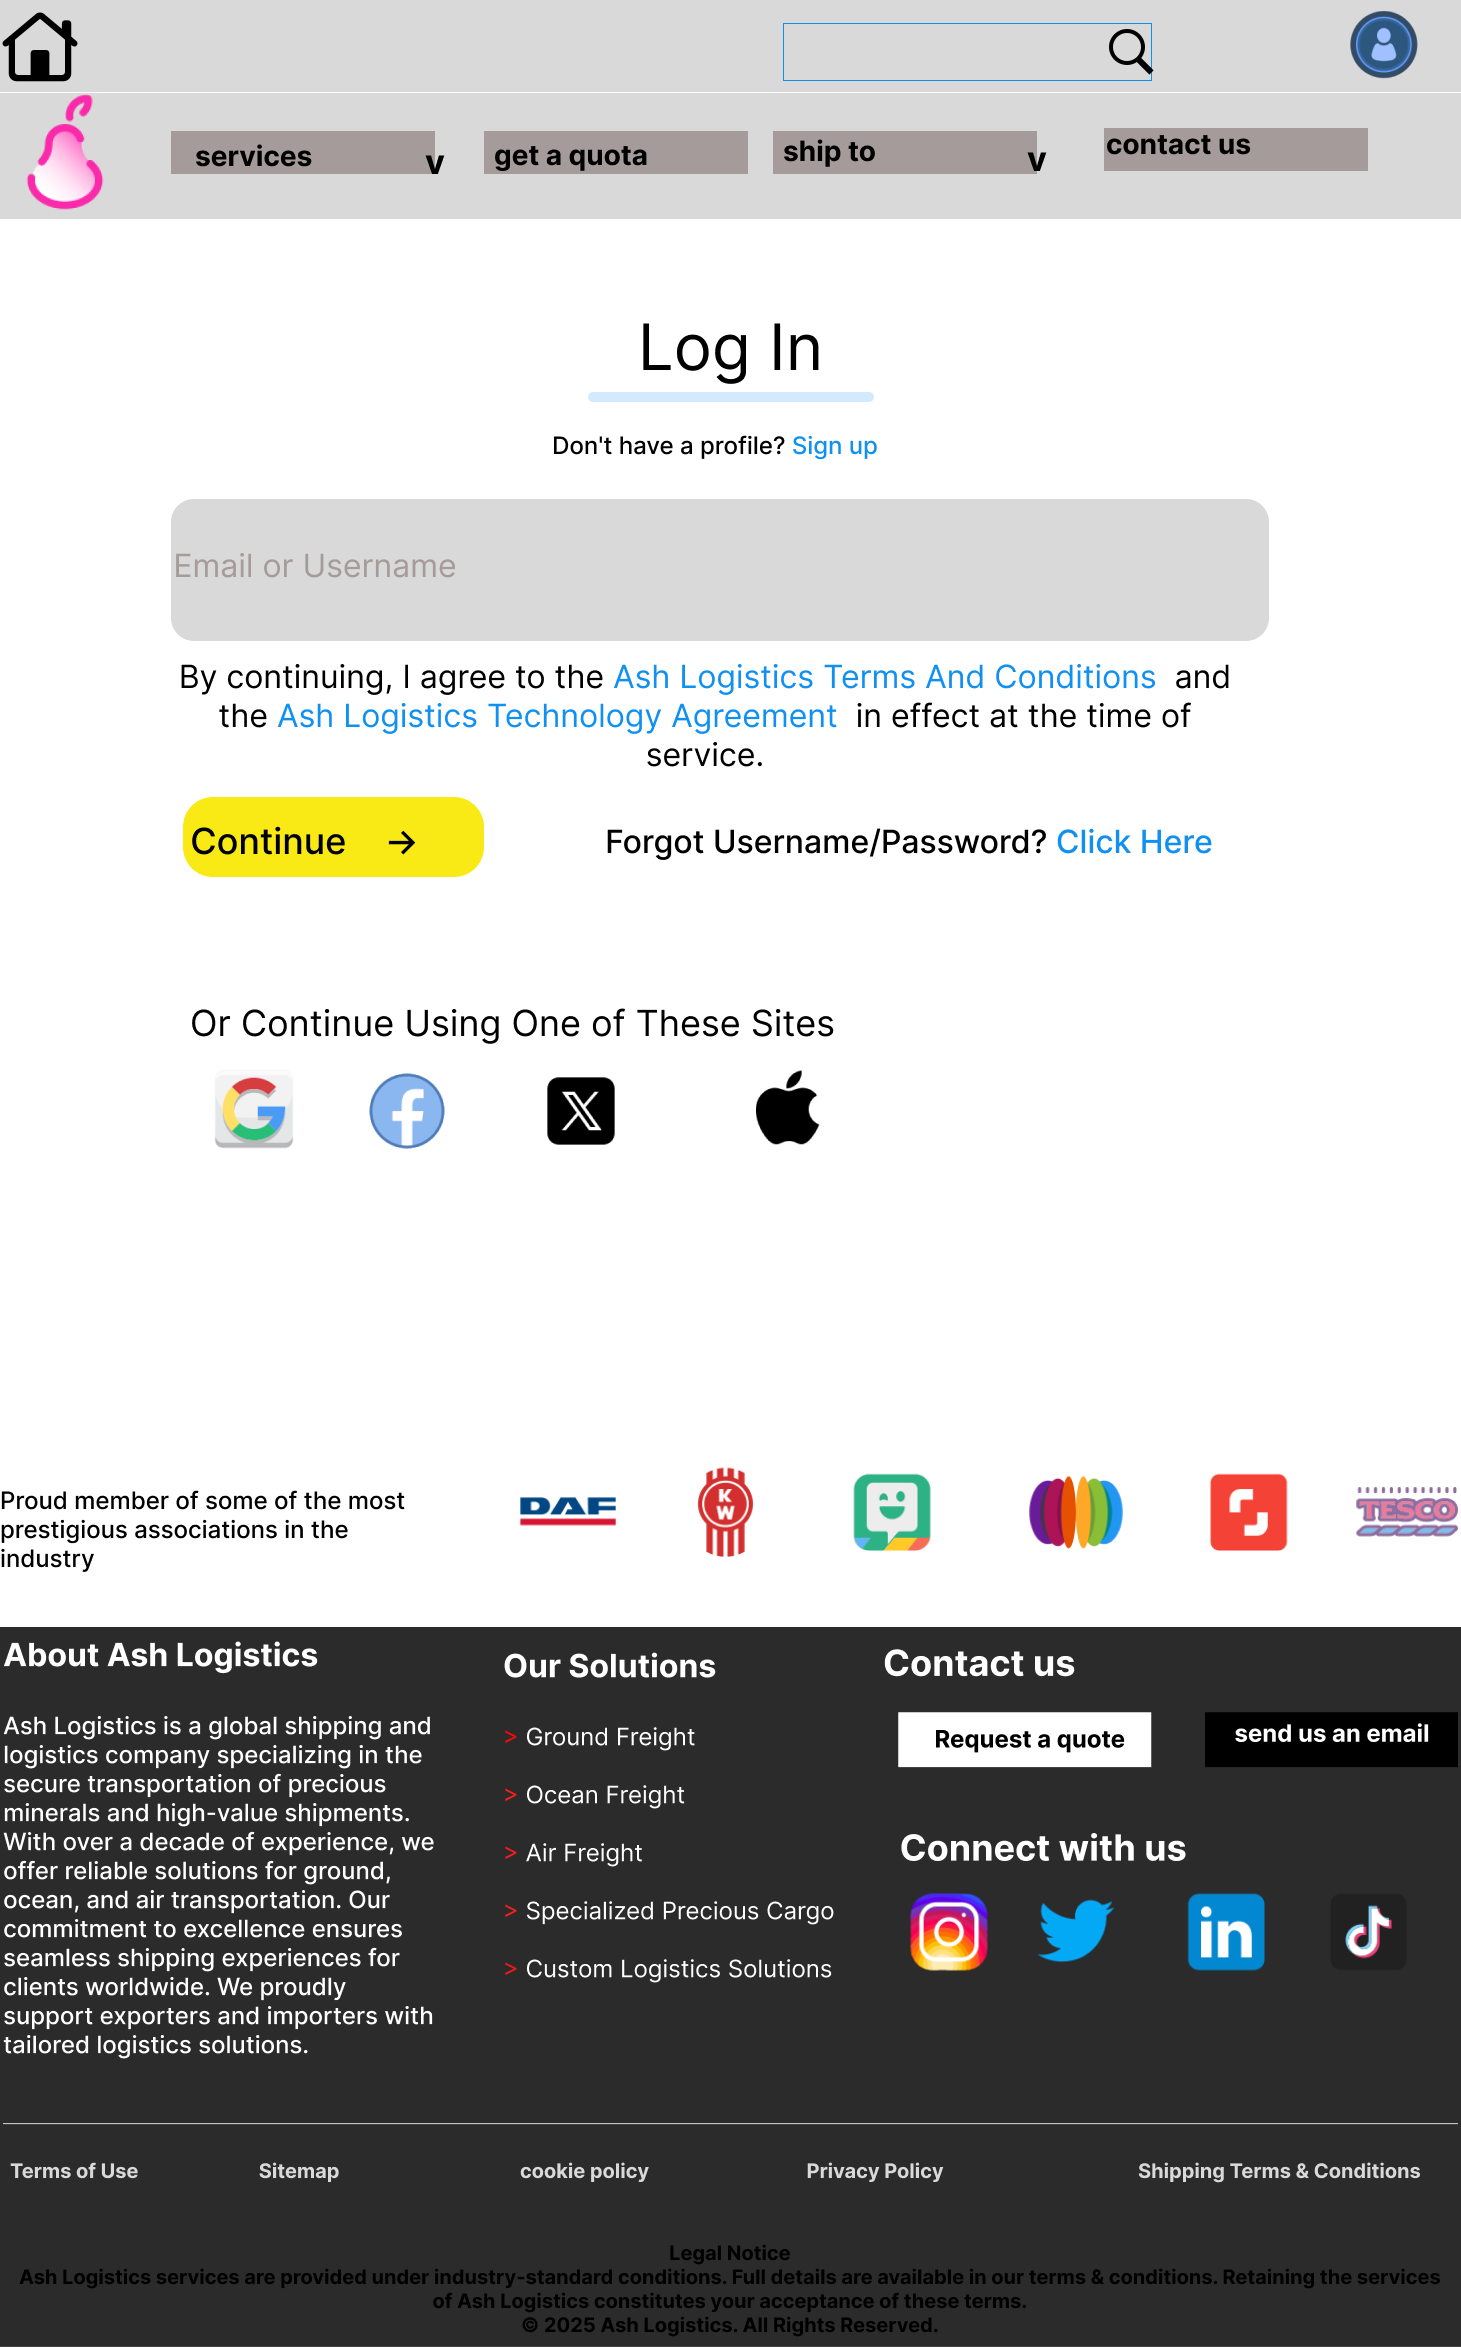 services v get a quota ship to v contact us
Log In
Don't have a profile? Sign up
Email or Username
By continuing, I agree to the Ash Logistics Terms And Conditions and
the Ash Logistics Technology Agreement in effect at the time of
service.
Continue → Forgot Username/Password? Click Here
Or Continue Using One of These Sites
Proud member of some of the most
prestigious associations in the
industry
DAF
KW
TESCO
About Ash Logistics
Ash Logistics is a global shipping and
logistics company specializing in the
secure transportation of precious
minerals and high-value shipments.
With over a decade of experience, we
offer reliable solutions for ground,
ocean, and air transportation. Our
commitment to excellence ensures
seamless shipping experiences for
clients worldwide. We proudly
support exporters and importers with
tailored logistics solutions.
Our Solutions
> Ground Freight
> Ocean Freight
> Air Freight
> Specialized Precious Cargo
> Custom Logistics Solutions
Contact us
Request a quote send us an email
Connect with us
in
Terms of Use Sitemap cookie policy Privacy Policy Shipping Terms & Conditions
Legal Notice
Ash Logistics services are provided under industry-standard conditions. Full details are available in our terms & conditions. Retaining the services
of Ash Logistics constitutes your acceptance of these terms.
© 2025 Ash Logistics. All Rights Reserved.